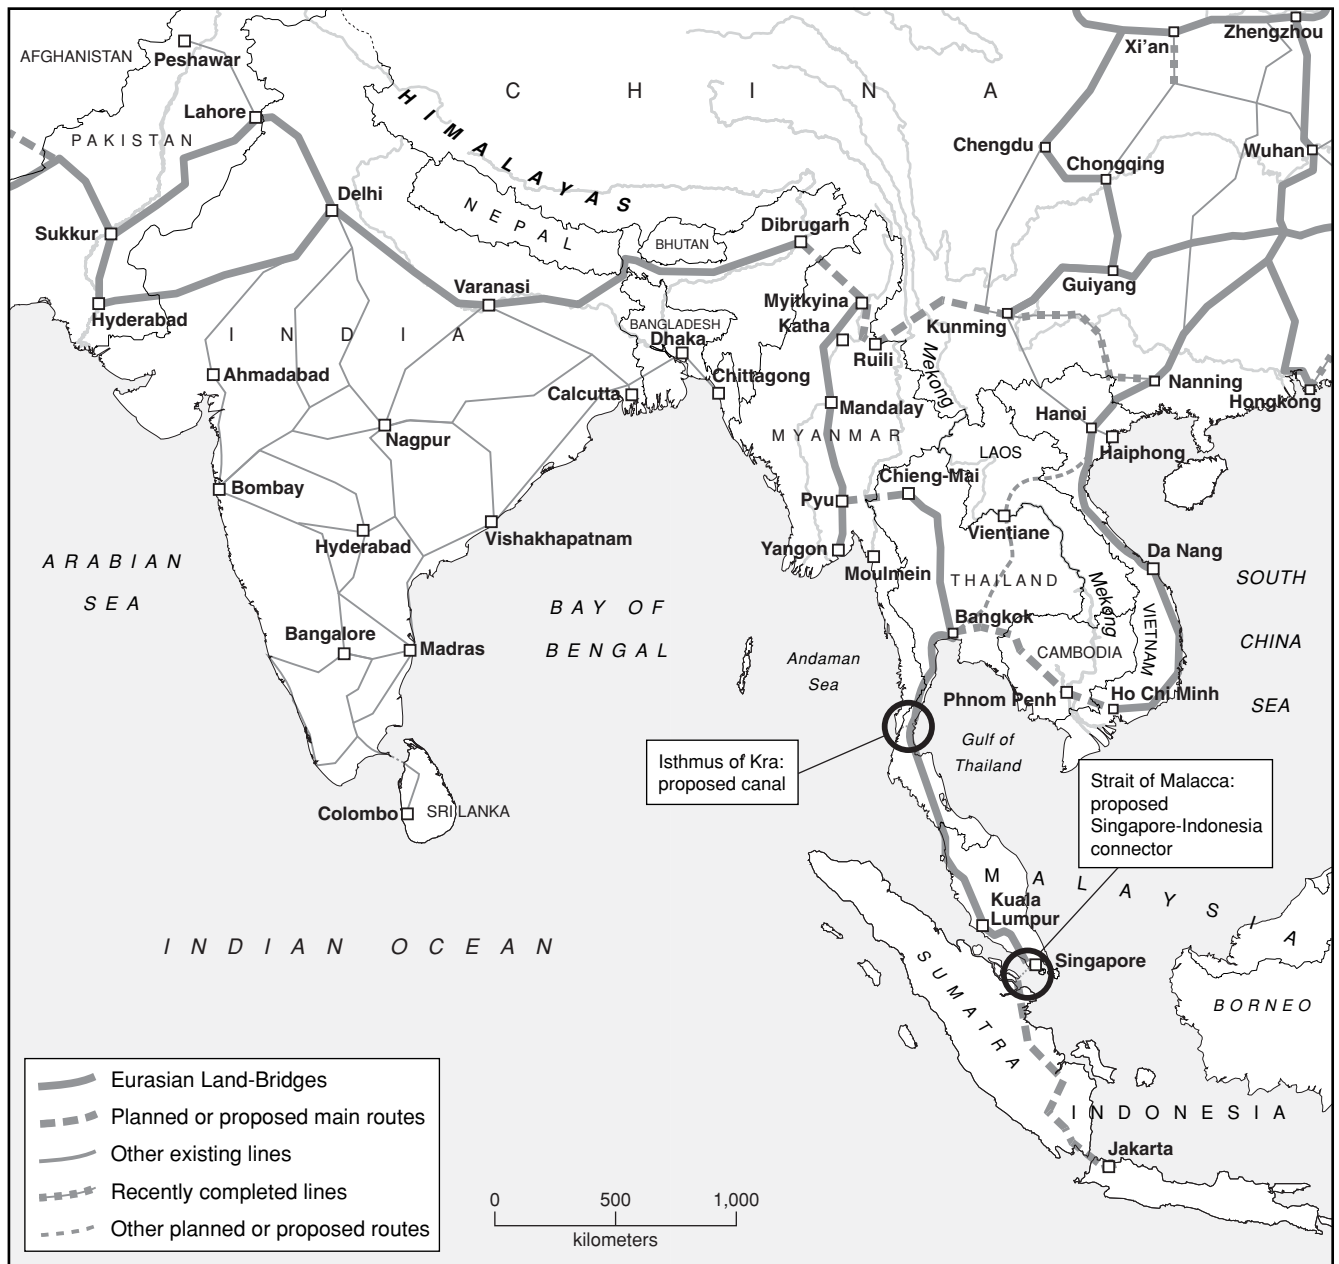 AFGHANISTAN
Peshawar
Lahore
PAKISTAN
Sukkur
Hyderabad
Delhi
HIMALAYAS
CHINA
NEPAL
BHUTAN
Dibrugarh
Varanasi
INDIA
BANGLADESH
Dhaka
Chittagong
Calcutta
Ahmadabad
Nagpur
Bombay
Hyderabad
Vishakhapatnam
Bangalore
Madras
Colombo
SRI LANKA
ARABIAN
SEA
BAY OF
BENGAL
INDIAN OCEAN
Xi'an
Zhengzhou
Chengdu
Chongqing
Wuhan
Guiyang
Kunming
Nanning
Hongkong
Myitkyina
Katha
Ruili
Mekong
Mandalay
MYANMAR
Hanoi
Haiphong
LAOS
Chieng-Mai
Pyu
Yangon
Moulmein
Vientiane
THAILAND
Da Nang
Mekong
VIETNAM
Bangkok
CAMBODIA
Phnom Penh
Ho Chi Minh
SOUTH
CHINA
SEA
Andaman
Sea
Gulf of
Thailand
Isthmus of Kra:
proposed canal
Strait of Malacca:
proposed
Singapore-Indonesia
connector
MALAYSIA
Kuala
Lumpur
Singapore
SUMATRA
BORNEO
INDONESIA
Jakarta
Eurasian Land-Bridges
Planned or proposed main routes
Other existing lines
Recently completed lines
Other planned or proposed routes
0 500 1,000
kilometers